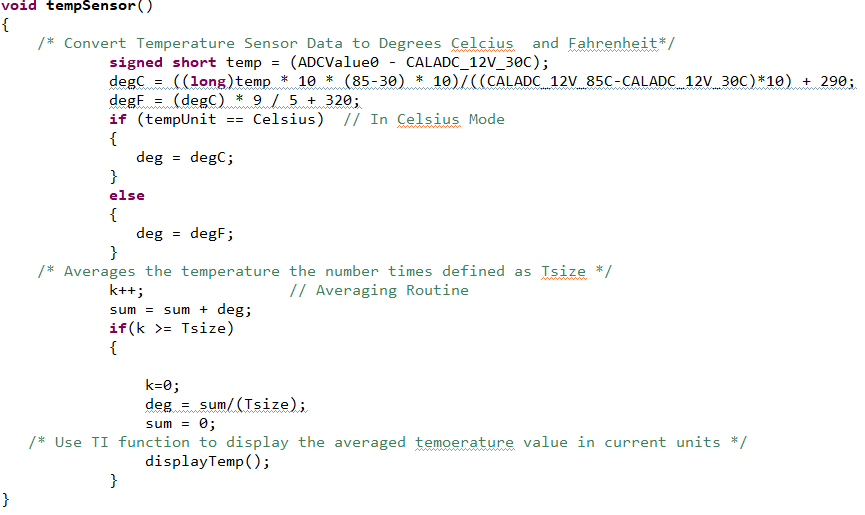 void tempSensor()
{
/* Convert Temperature Sensor Data to Degrees Celcius  and Fahrenheit*/
signed short temp = (ADCValue0 - CALADC_12V_30C);
degC = ((long)temp * 10 * (85-30) * 10)/((CALADC_12V_85C-CALADC_12V_30C)*10) + 290;
degF = (degC) * 9 / 5 + 320;
if (tempUnit == Celsius)  // In Celsius Mode
{
deg = degC;
}
else
{
deg = degF;
}
/* Averages the temperature the number times defined as Tsize */
k++;                // Averaging Routine
sum = sum + deg;
if(k >= Tsize)
{
k=0;
deg = sum/(Tsize);
sum = 0;
/* Use TI function to display the averaged temoerature value in current units */
displayTemp();
}
}